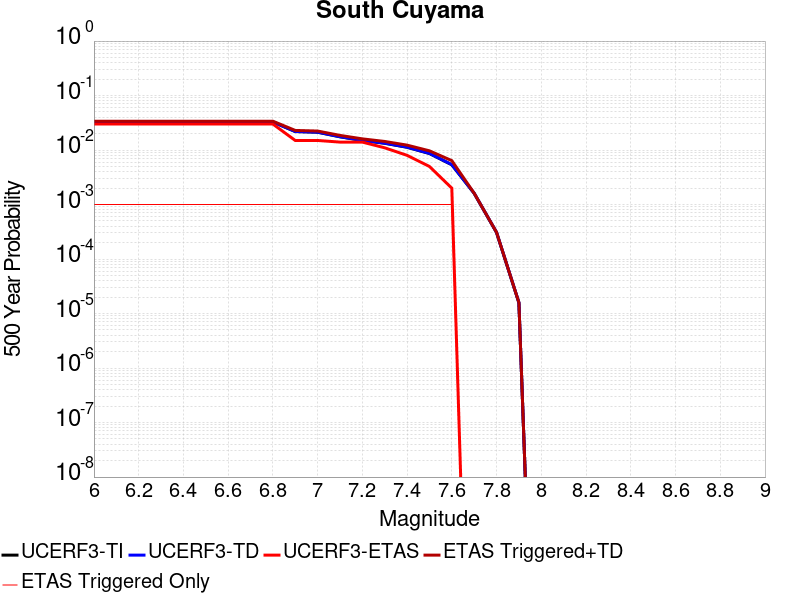 South Cuyama
10^0
10^-1
10^-2
10^-3
10^-4
10^-5
10^-6
10^-7
10^-8
500 Year Probability
6 6.2 6.4 6.6 6.8 7 7.2 7.4 7.6 7.8 8 8.2 8.4 8.6 8.8 9
Magnitude
UCERF3-TI UCERF3-TD UCERF3-ETAS ETAS Triggered+TD
ETAS Triggered Only